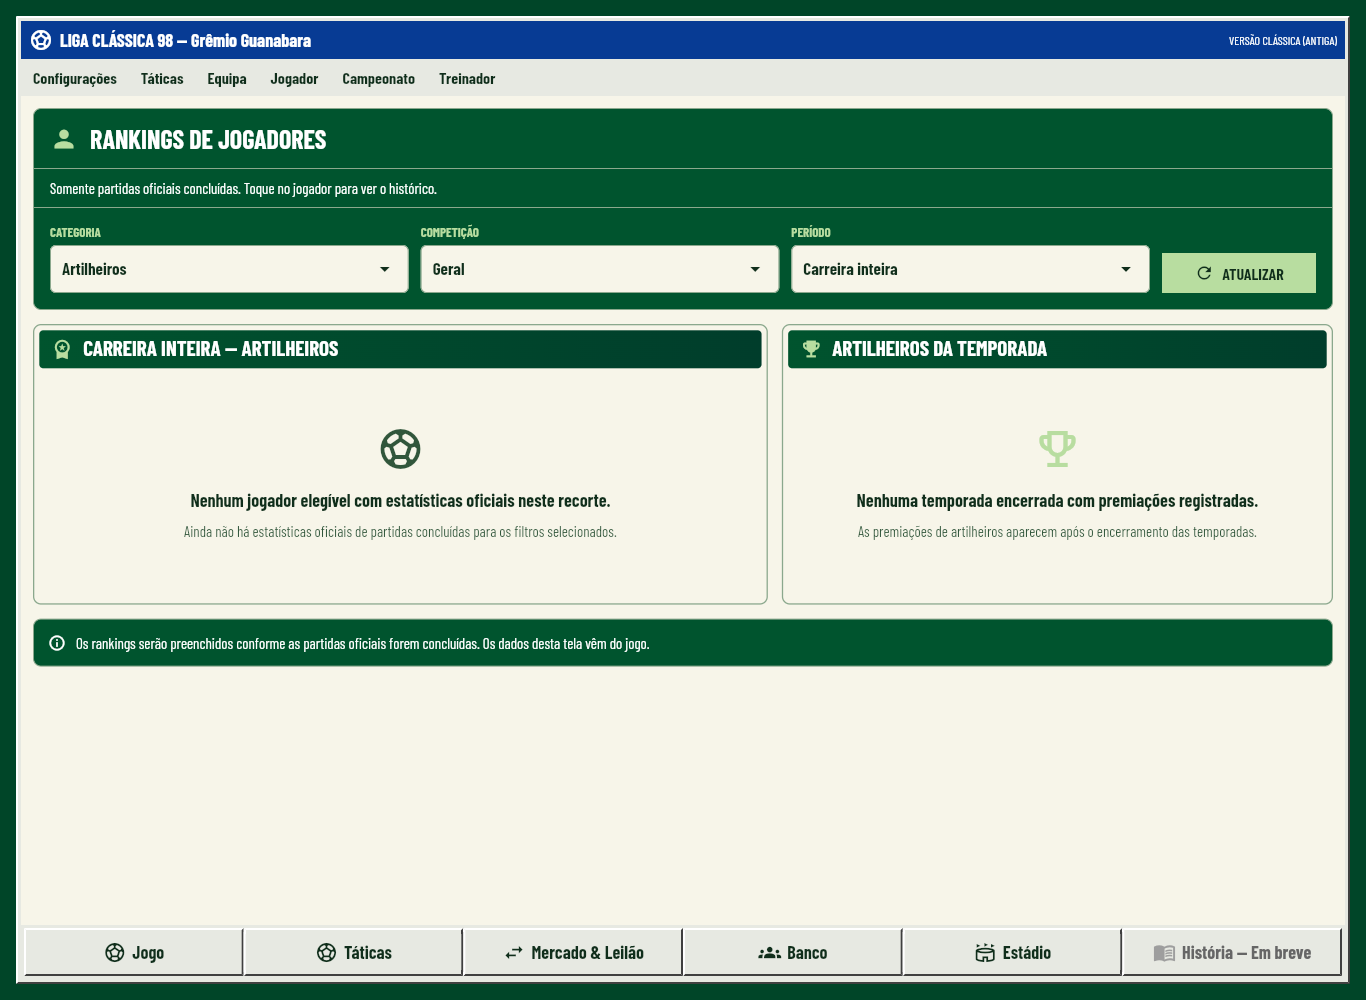 LIGA CLÁSSICA 98 – Grêmio Guanabara
VERSÃO CLÁSSICA (ANTIGA)
Configurações
Táticas
Equipa
Jogador
Campeonato
Treinador
RANKINGS DE JOGADORES
Somente partidas oficiais concluídas. Toque no jogador para ver o histórico.
CATEGORIA
COMPETIÇÃO
PERÍODO
Artilheiros
Geral
Carreira inteira
ATUALIZAR
CARREIRA INTEIRA – ARTILHEIROS
Nenhum jogador elegível com estatísticas oficiais neste recorte.
Ainda não há estatísticas oficiais de partidas concluídas para os filtros selecionados.
ARTILHEIROS DA TEMPORADA
Nenhuma temporada encerrada com premiações registradas.
As premiações de artilheiros aparecem após o encerramento das temporadas.
Os rankings serão preenchidos conforme as partidas oficiais forem concluídas. Os dados desta tela vêm do jogo.
Jogo
Táticas
Mercado & Leilão
Banco
Estádio
História – Em breve